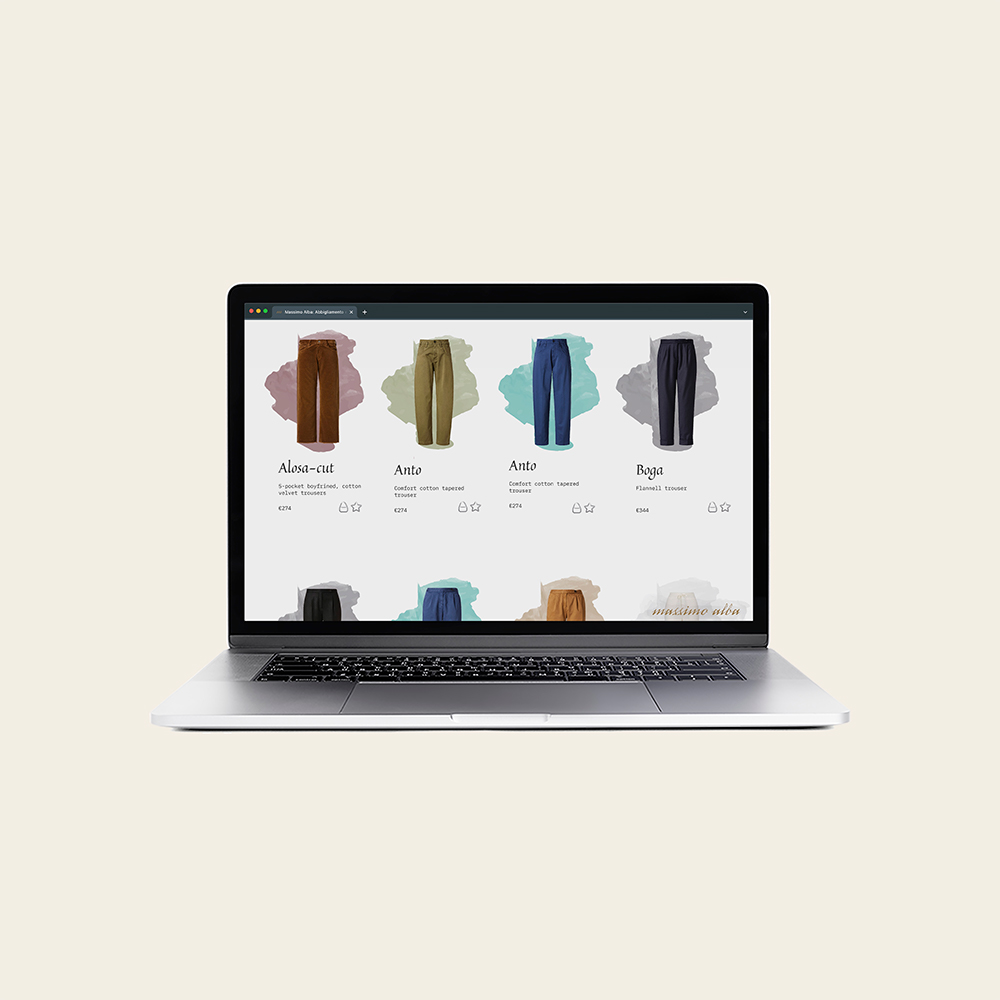 Massimo Alba. Abbigliamento -
Alosa-cut
5-pocket boyfrined, cotton
velvet trousers
€274
Anto
Comfort cotton tapered
trouser
€274
Anto
Comfort cotton tapered
trouser
€274
Boga
Flannell trouser
€344
massimo alba